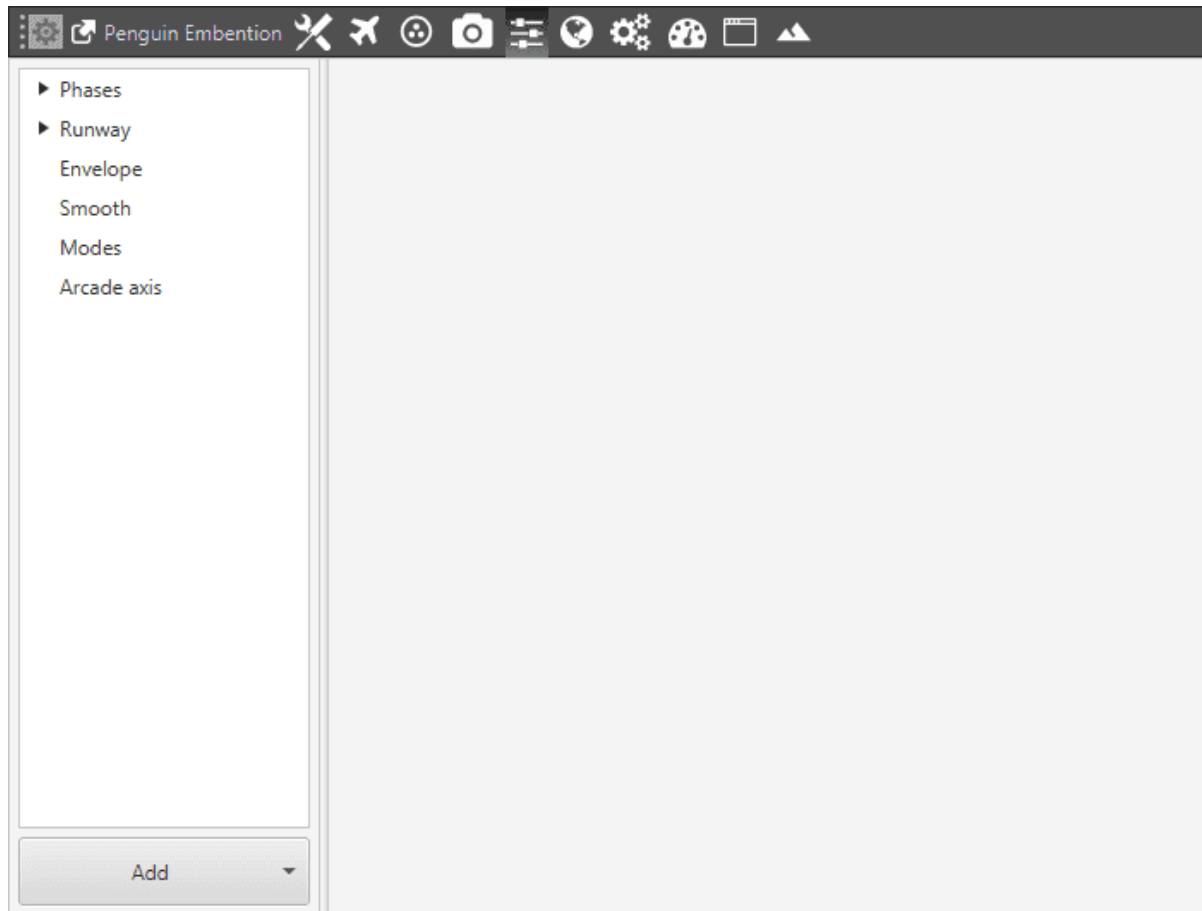 Penguin Embention
Phases
Runway
Envelope
Smooth
Modes
Arcade axis
Add